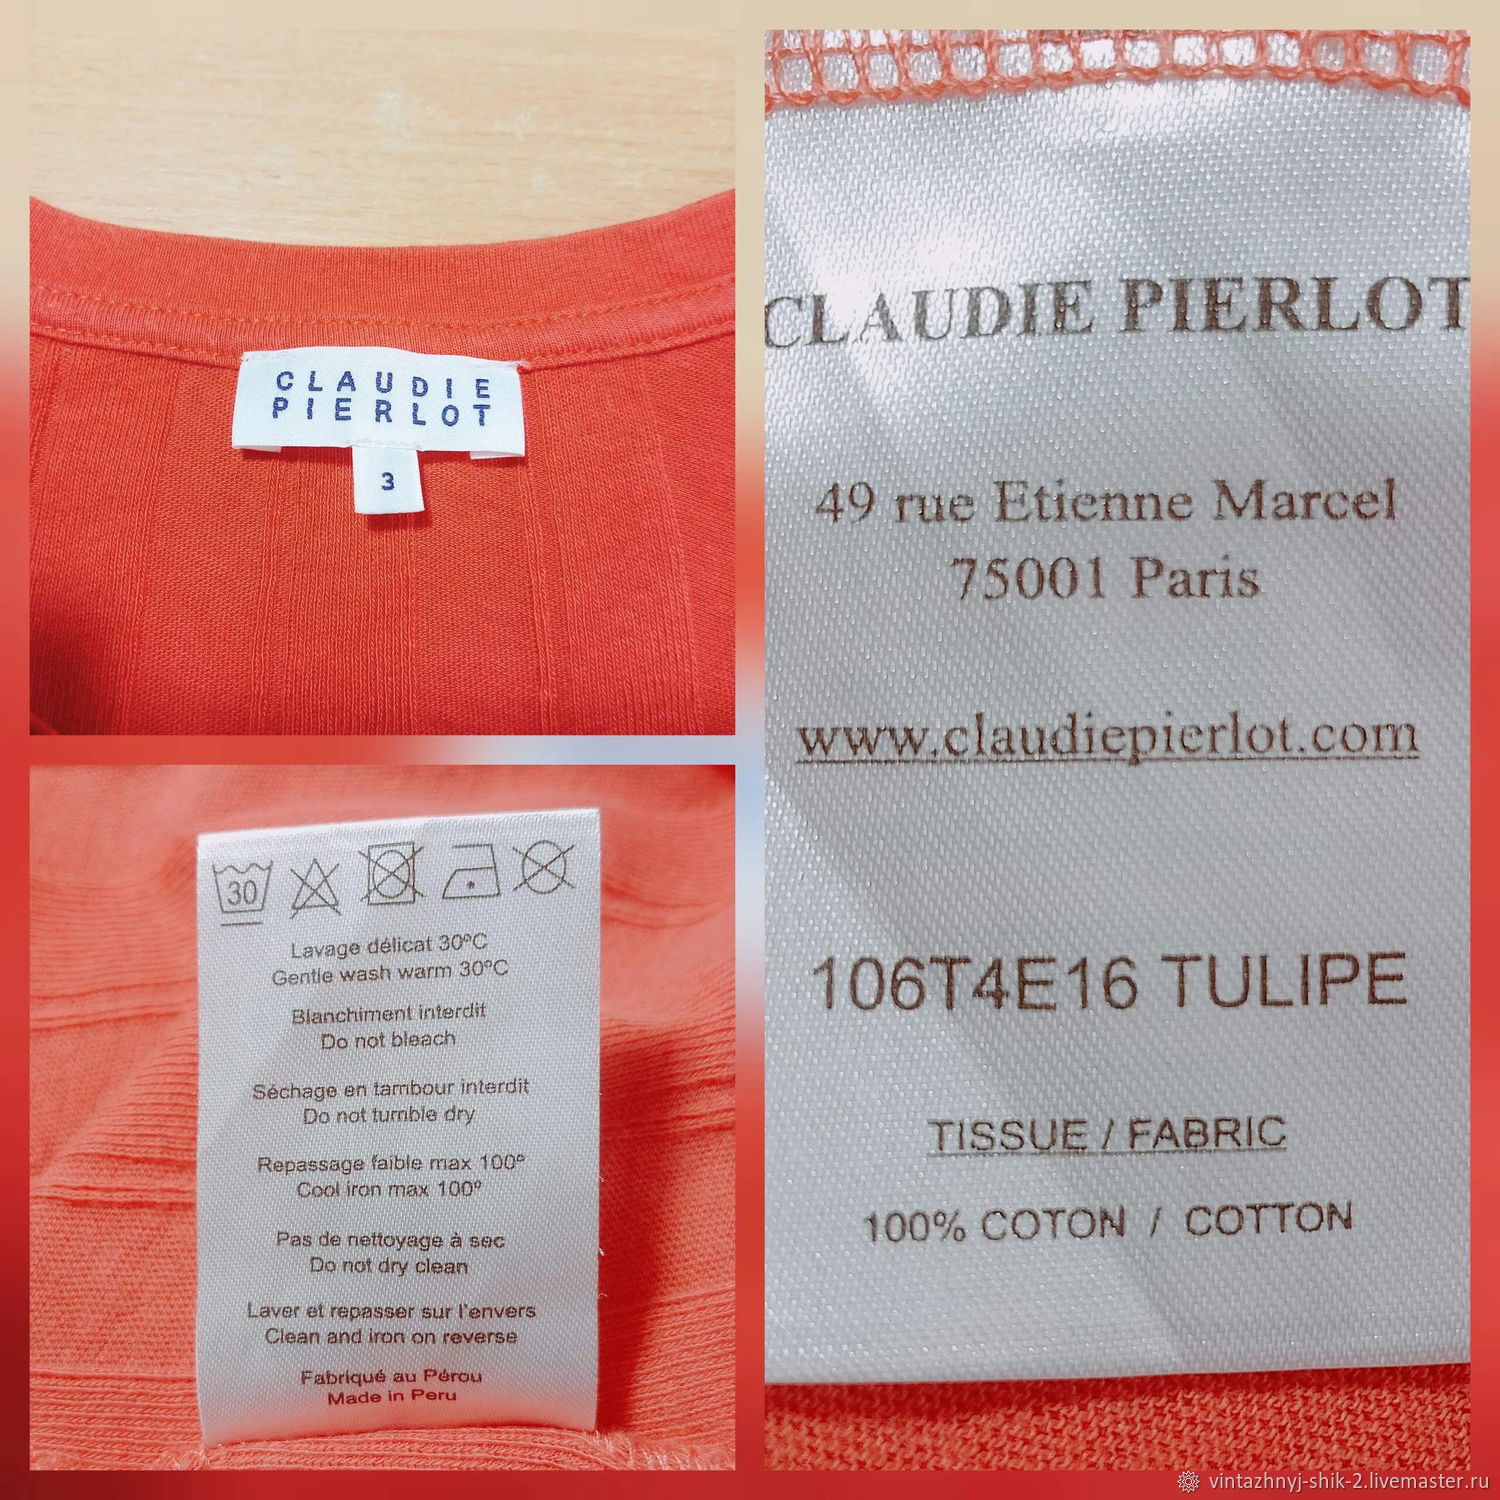 CLAUDIE
PIERLOT
3
30
Lavage délicat 30°C
Gentle wash warm 30°C
Blanchiment interdit
Do not bleach
Séchage en tambour interdit
Do not tumble dry
Repassage faible max 100°
Cool iron max 100°
Pas de nettoyage à sec
Do not dry clean
Laver et repasser sur l'envers
Clean and iron on reverse
Fabriqué au Pérou
Made in Peru
CLAUDIE PIERLOT
49 rue Etienne Marcel
75001 Paris
www.claudiepierlot.com
106T4E16 TULIPE
TISSUE / FABRIC
100% COTON / COTTON
vintazhnyj-shik-2.livemaster.ru